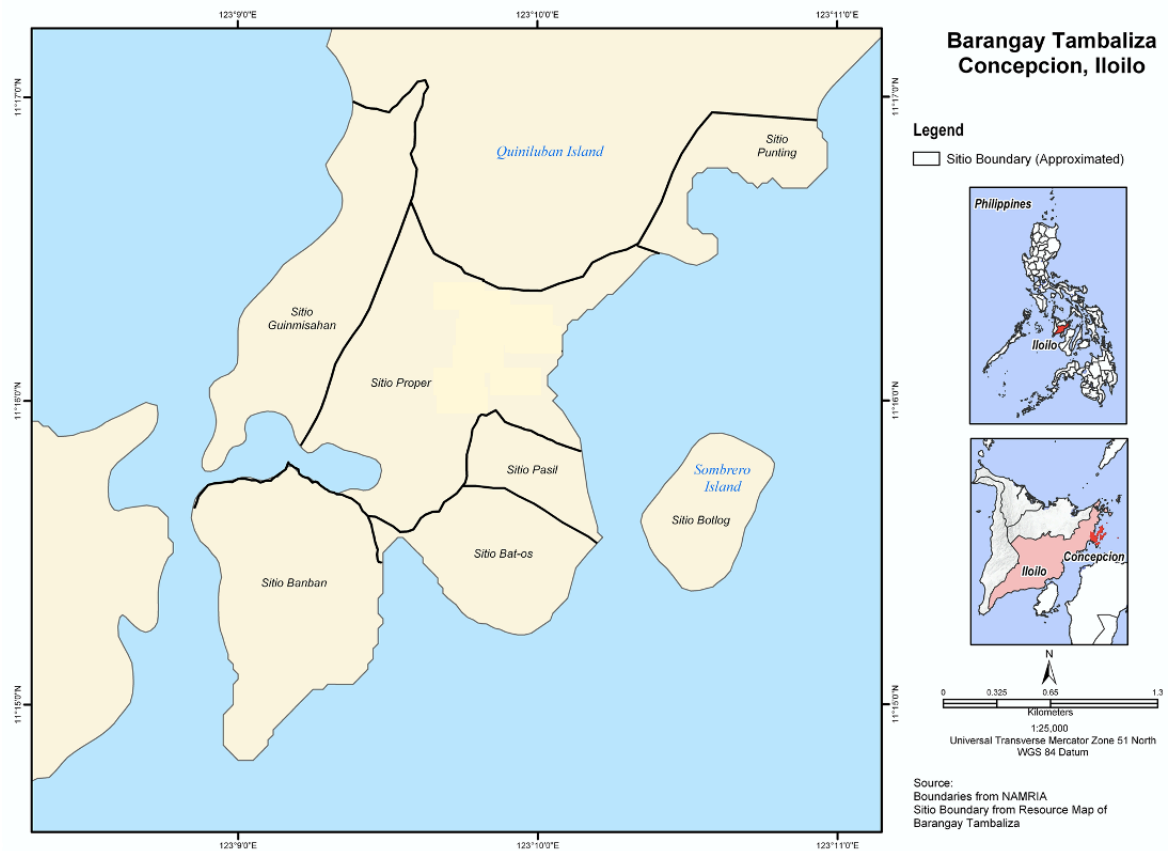 123°9'0"E
123°10'0"E
123°11'0"E
11°17'0"N
11°17'0"N
Quiniluban Island
Sitio
Punting
Sitio
Guinmisahan
Sitio Proper
11°16'0"N
11°16'0"N
Sitio Pasil
Sombrero
Island
Sitio Botlog
Sitio Bat-os
Sitio Banban
11°15'0"N
11°15'0"N
123°9'0"E
123°10'0"E
123°11'0"E
Barangay Tambaliza
Concepcion, Iloilo
Legend
Sitio Boundary (Approximated)
Philippines
Iloilo
Concepcion
Iloilo
N
0 0.325 0.65 1.3
Kilometers
1:25,000
Universal Transverse Mercator Zone 51 North
WGS 84 Datum
Source:
Boundaries from NAMRIA
Sitio Boundary from Resource Map of
Barangay Tambaliza